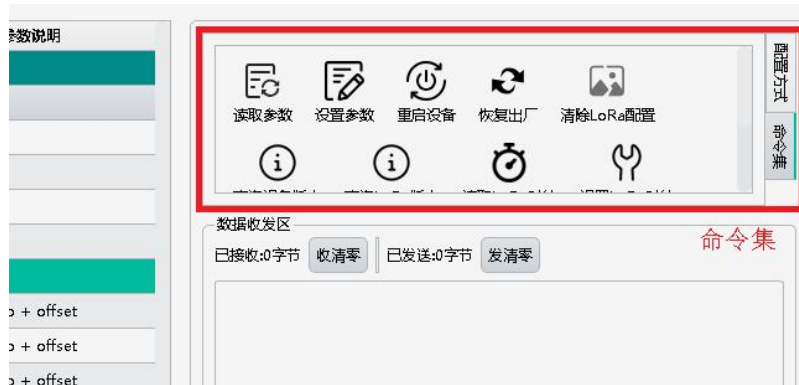 参数说明
配置方式
读取参数 设置参数 重启设备 恢复出厂 清除LoRa配置
命令集
数据收发区
命令集
已接收:0字节 收清零 已发送:0字节 发清零
+ offset
+ offset
+ offset